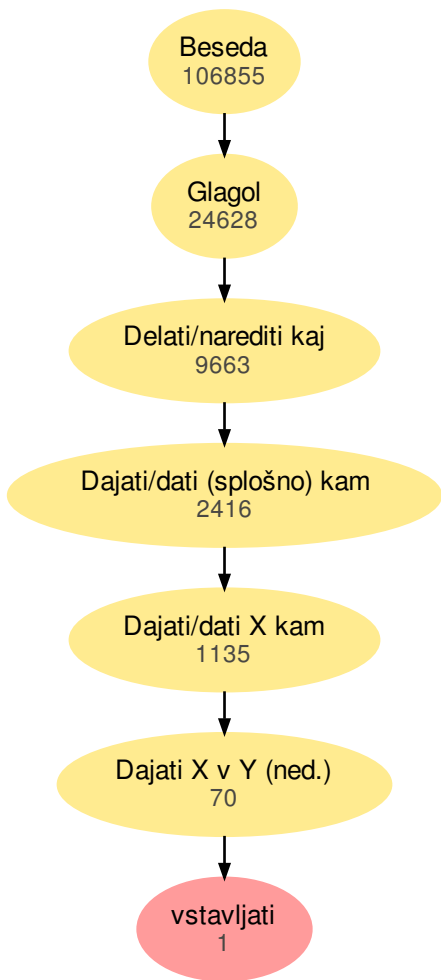 Beseda
106855
Glagol
24628
Delati/narediti kaj
9663
Dajati/dati (splošno) kam
2416
Dajati/dati X kam
1135
Dajati X v Y (ned.)
70
vstavljati
1